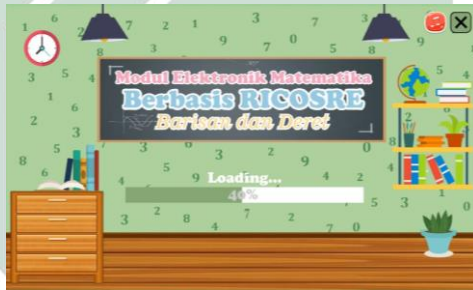 Modul Elektronik Matematika
Berbasis RICOSRE
Barisan dan Deret
Loading...
40%